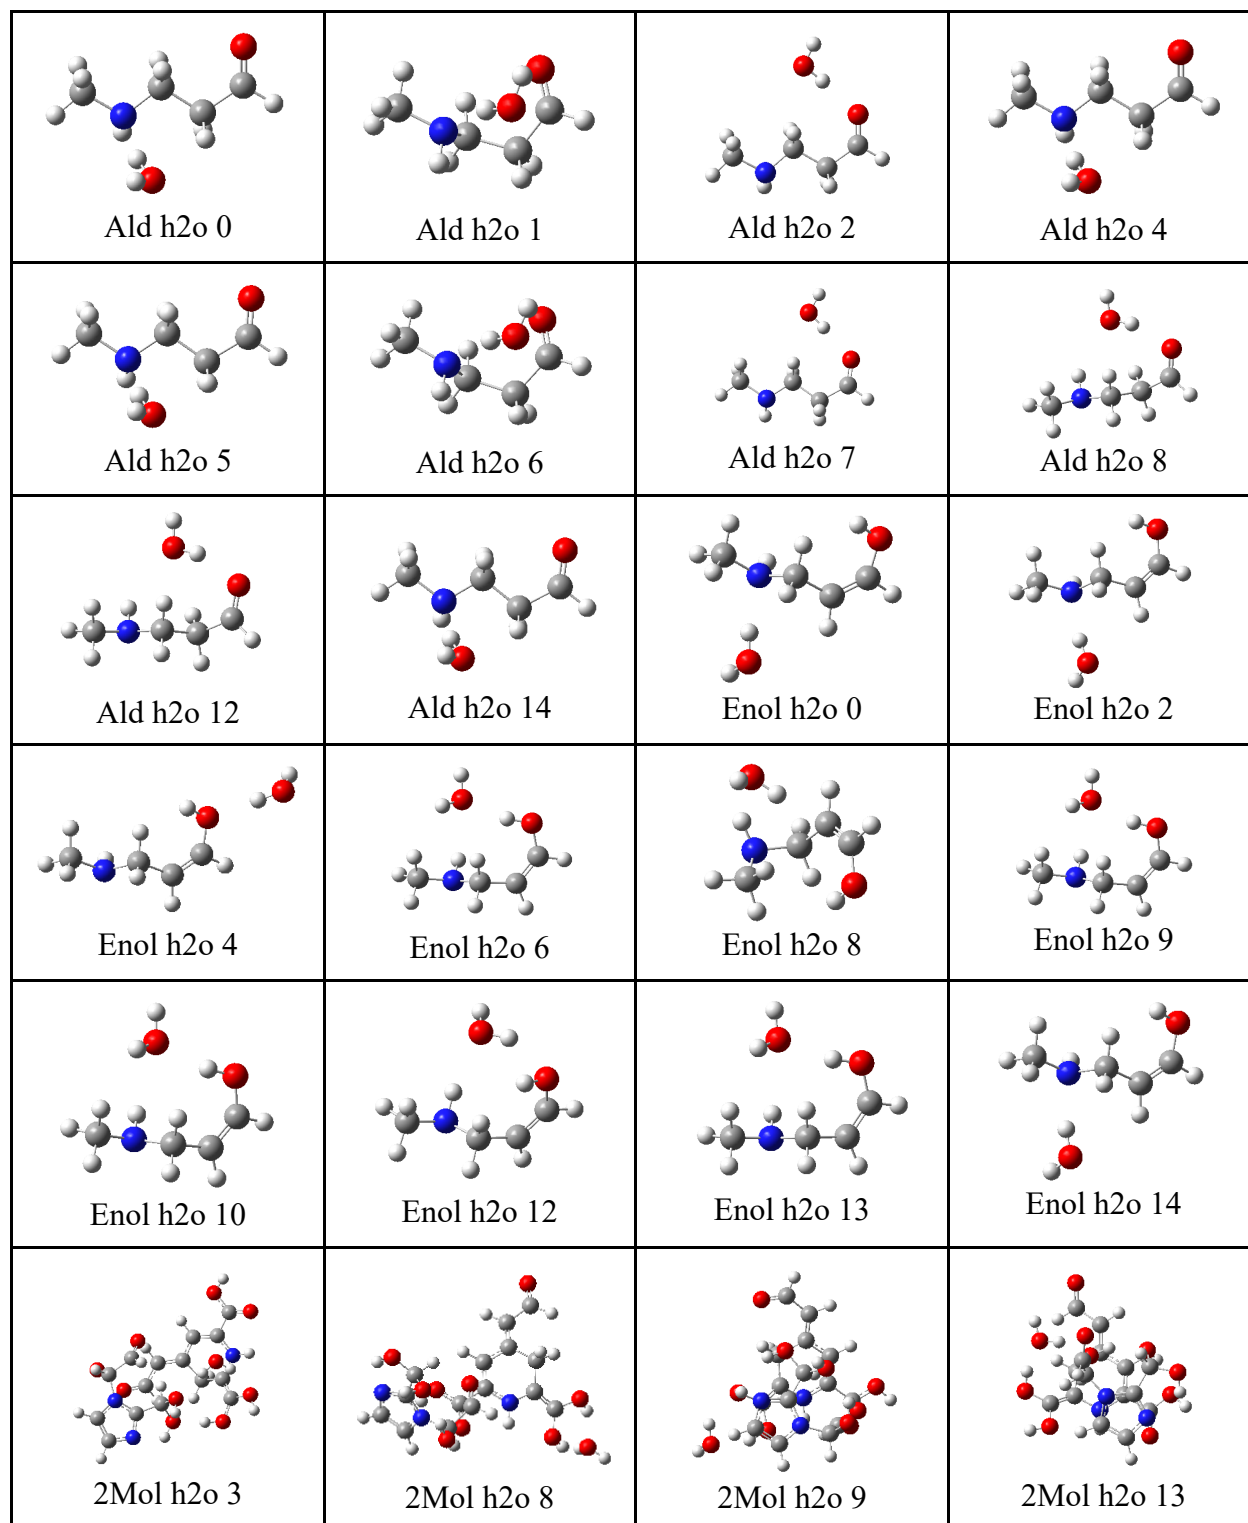 Ald h2o 0
Ald h2o 1
Ald h2o 2
Ald h2o 4
Ald h2o 5
Ald h2o 6
Ald h2o 7
Ald h2o 8
Ald h2o 12
Ald h2o 14
Enol h2o 0
Enol h2o 2
Enol h2o 4
Enol h2o 6
Enol h2o 8
Enol h2o 9
Enol h2o 10
Enol h2o 12
Enol h2o 13
Enol h2o 14
2Mol h2o 3
2Mol h2o 8
2Mol h2o 9
2Mol h2o 13